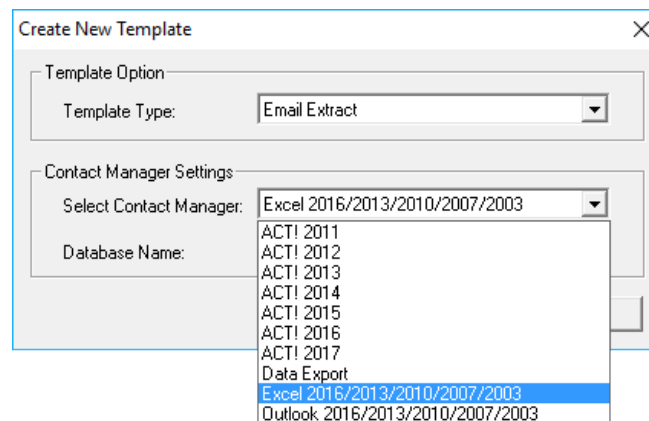 Create New Template
Template Option
Template Type: Email Extract
Contact Manager Settings
Select Contact Manager: Excel 2016/2013/2010/2007/2003
Database Name:
ACT! 2011
ACT! 2012
ACT! 2013
ACT! 2014
ACT! 2015
ACT! 2016
ACT! 2017
Data Export
Excel 2016/2013/2010/2007/2003
Outlook 2016/2013/2010/2007/2003